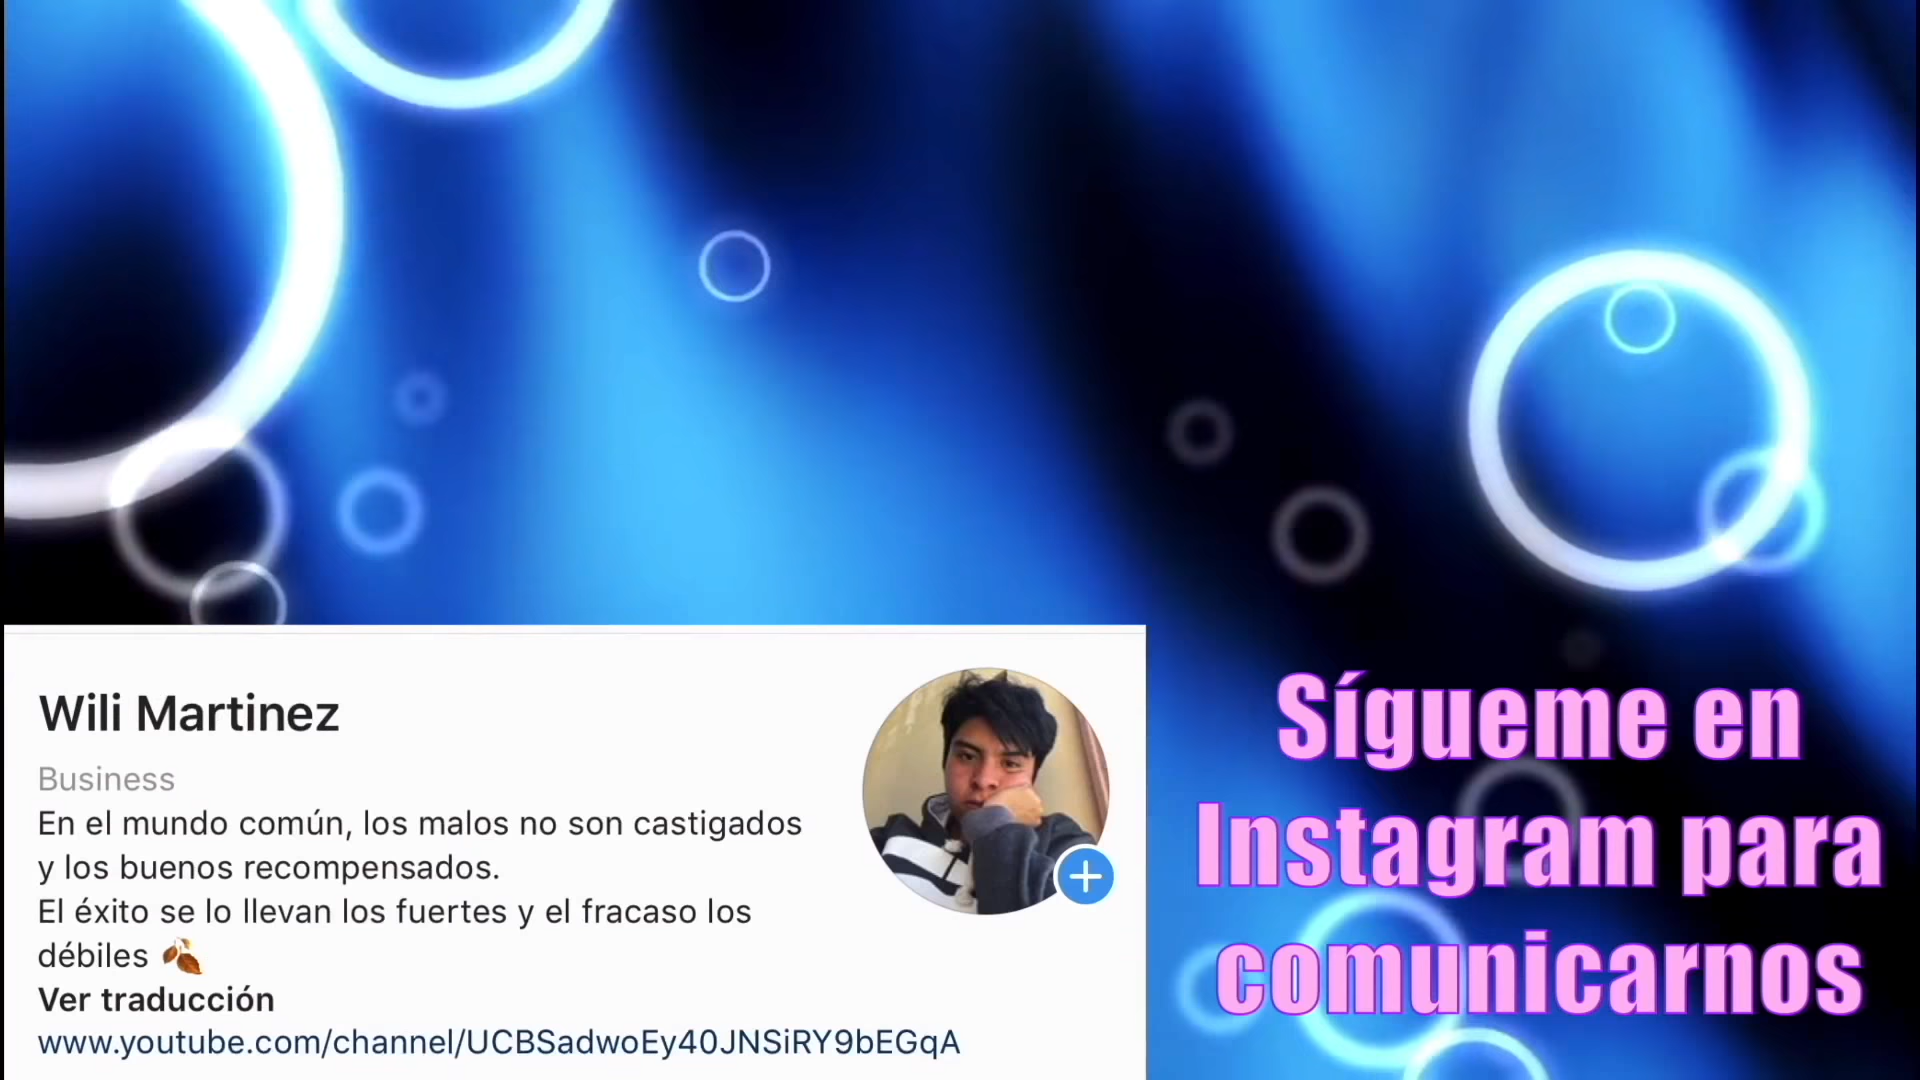 Wili Martinez
Business
En el mundo común, los malos no son castigados
y los buenos recompensados.
El éxito se lo llevan los fuertes y el fracaso los
débiles
Ver traducción
www.youtube.com/channel/UCBSadwoEy40JNSiRY9bEGqA
Sígueme en
Instagram para
comunicarnos